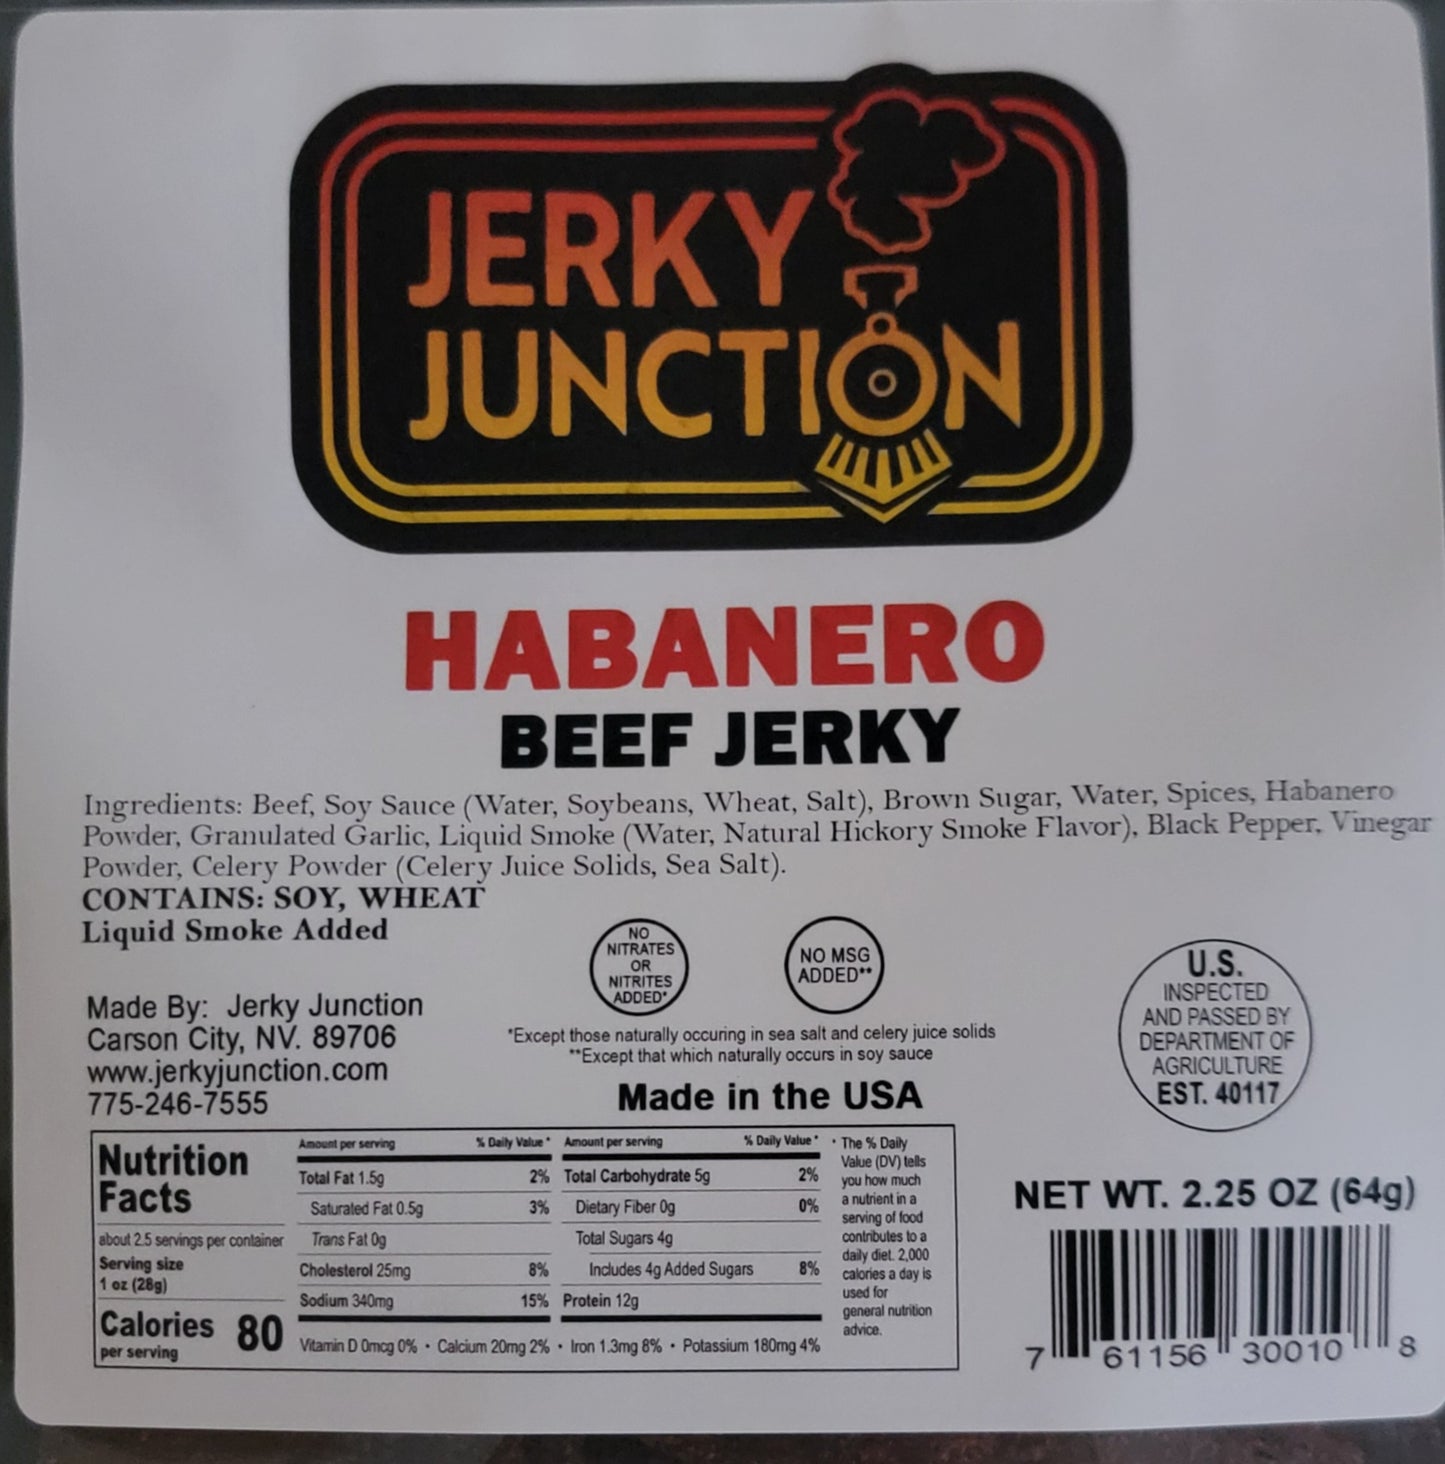 JERKY
JUNCTION
HABANERO
BEEF JERKY
Ingredients: Beef, Soy Sauce (Water, Soybeans, Wheat, Salt), Brown Sugar, Water, Spices, Habanero
Powder, Granulated Garlic, Liquid Smoke (Water, Natural Hickory Smoke Flavor), Black Pepper, Vinegar
Powder, Celery Powder (Celery Juice Solids, Sea Salt).
CONTAINS: SOY, WHEAT
Liquid Smoke Added
NO
NITRATES
OR
NITRITES
ADDED*
NO MSG
ADDED**
*Except those naturally occuring in sea salt and celery juice solids
**Except that which naturally occurs in soy sauce
Made in the USA
U.S.
INSPECTED
AND PASSED BY
DEPARTMENT OF
AGRICULTURE
EST. 40117
Made By: Jerky Junction
Carson City, NV. 89706
www.jerkyjunction.com
775-246-7555
Nutrition
Facts
about 2.5 servings per container
Serving size
1 oz (28g)
Calories 80
per serving
Amount per serving % Daily Value*
Total Fat 1.5g 2%
Saturated Fat 0.5g 3%
Trans Fat 0g
Cholesterol 25mg 8%
Sodium 340mg 15%
Amount per serving % Daily Value*
Total Carbohydrate 5g 2%
Dietary Fiber 0g 0%
Total Sugars 4g
Includes 4g Added Sugars 8%
Protein 12g
Vitamin D 0mcg 0% • Calcium 20mg 2% • Iron 1.3mg 8% • Potassium 180mg 4%
* The % Daily
Value (DV) tells
you how much
a nutrient in a
serving of food
contributes to a
daily diet. 2,000
calories a day is
used for
general nutrition
advice.
NET WT. 2.25 OZ (64g)
7 61156 30010 8